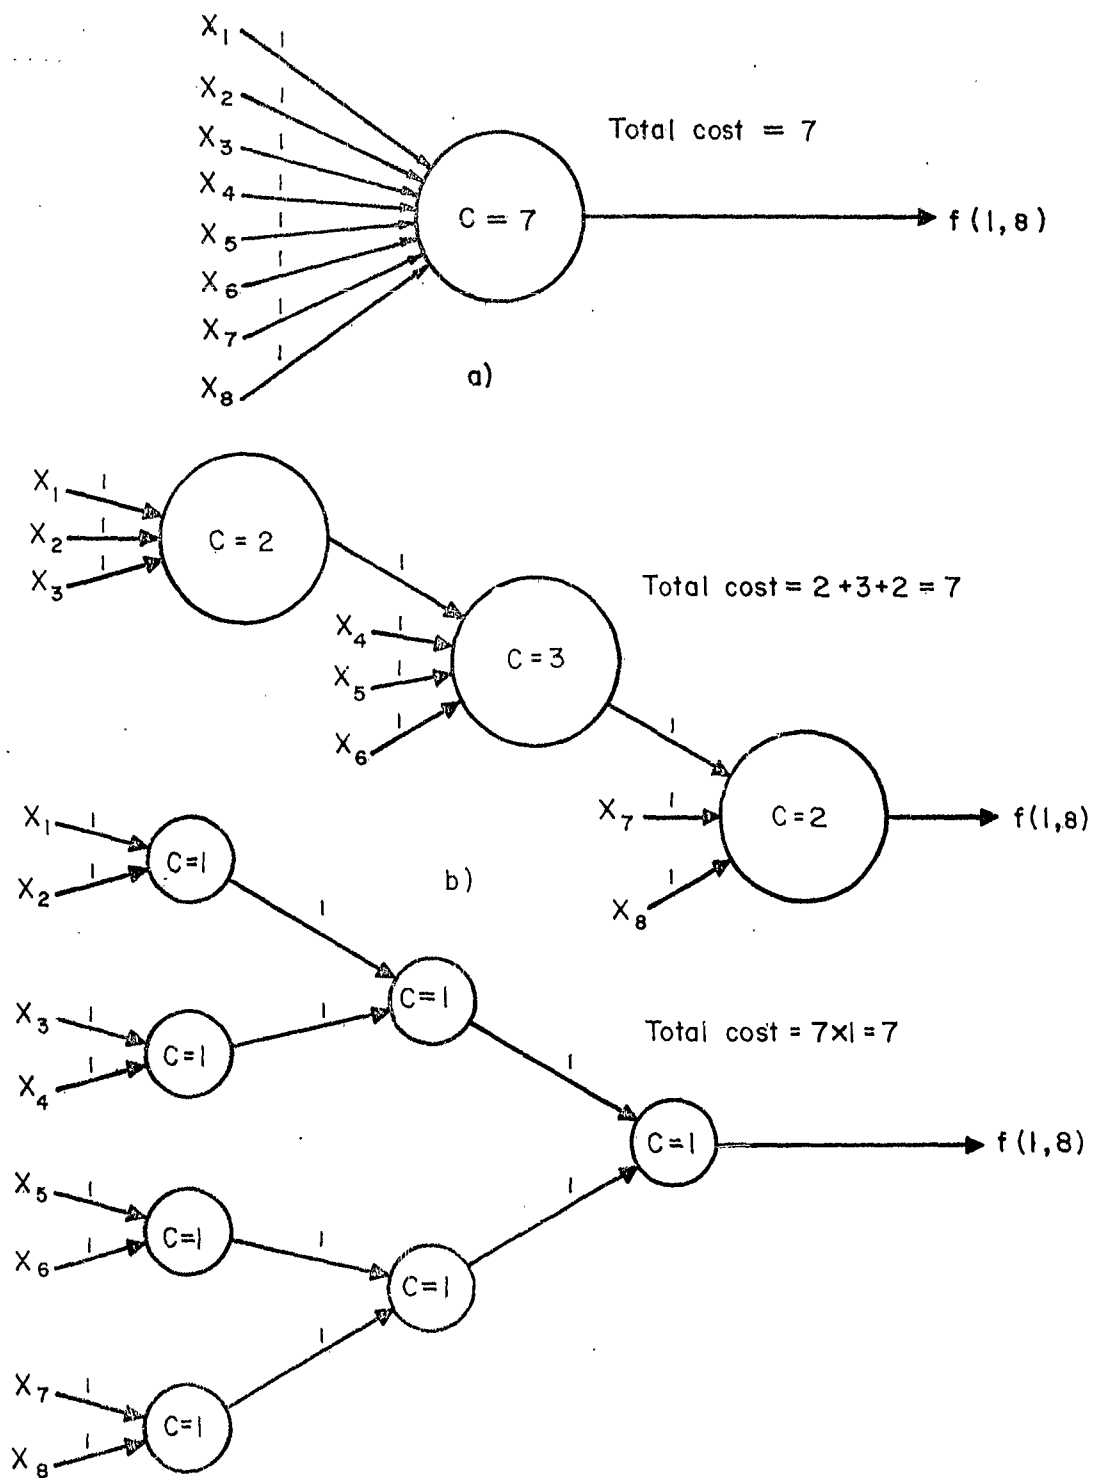 X₁ 1
X₂ 1
X₃ 1
X₄ 1
X₅ 1
X₆ 1
X₇ 1
X₈ 1
C = 7
Total cost = 7
f(1,8)
a)
X₁ 1
X₂ 1
X₃ 1
C = 2
1
X₄ 1
X₅ 1
X₆ 1
C = 3
Total cost = 2+3+2 = 7
1
X₇ 1
X₈ 1
C=2
f(1,8)
b)
X₁ 1
X₂ 1
C=1
1
X₃ 1
X₄ 1
C=1
1
C=1
1
Total cost = 7×1=7
X₅ 1
X₆ 1
C=1
1
X₇ 1
X₈ 1
C=1
1
C=1
1
C=1
f(1,8)